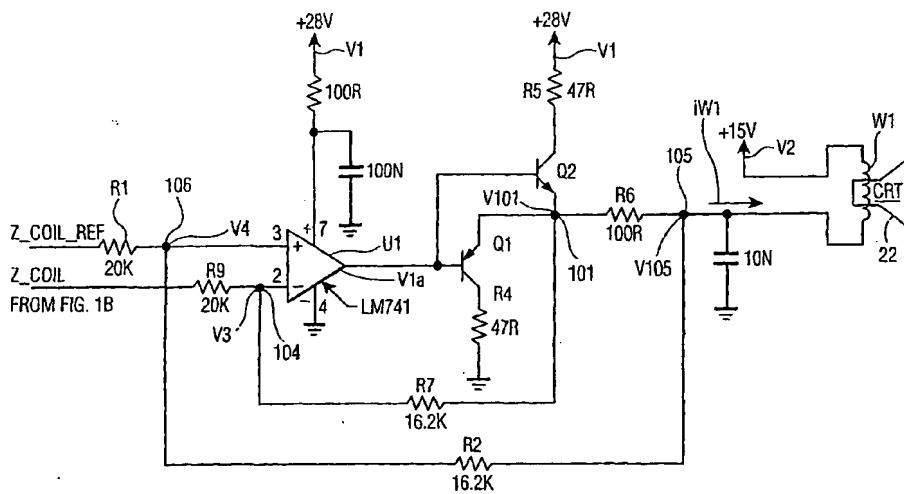 +28V
V1
100R
100N
+28V
V1
R5
47R
Q2
iW1
+15V
V2
W1
CRT
22
R1
106
V4
Z_COIL_REF
20K
3
+
+
7
U1
Z_COIL
R9
2
−
−
4
FROM FIG. 1B
20K
V3
104
LM741
V1a
Q1
R4
47R
V101
101
R6
100R
105
V105
10N
R7
16.2K
R2
16.2K